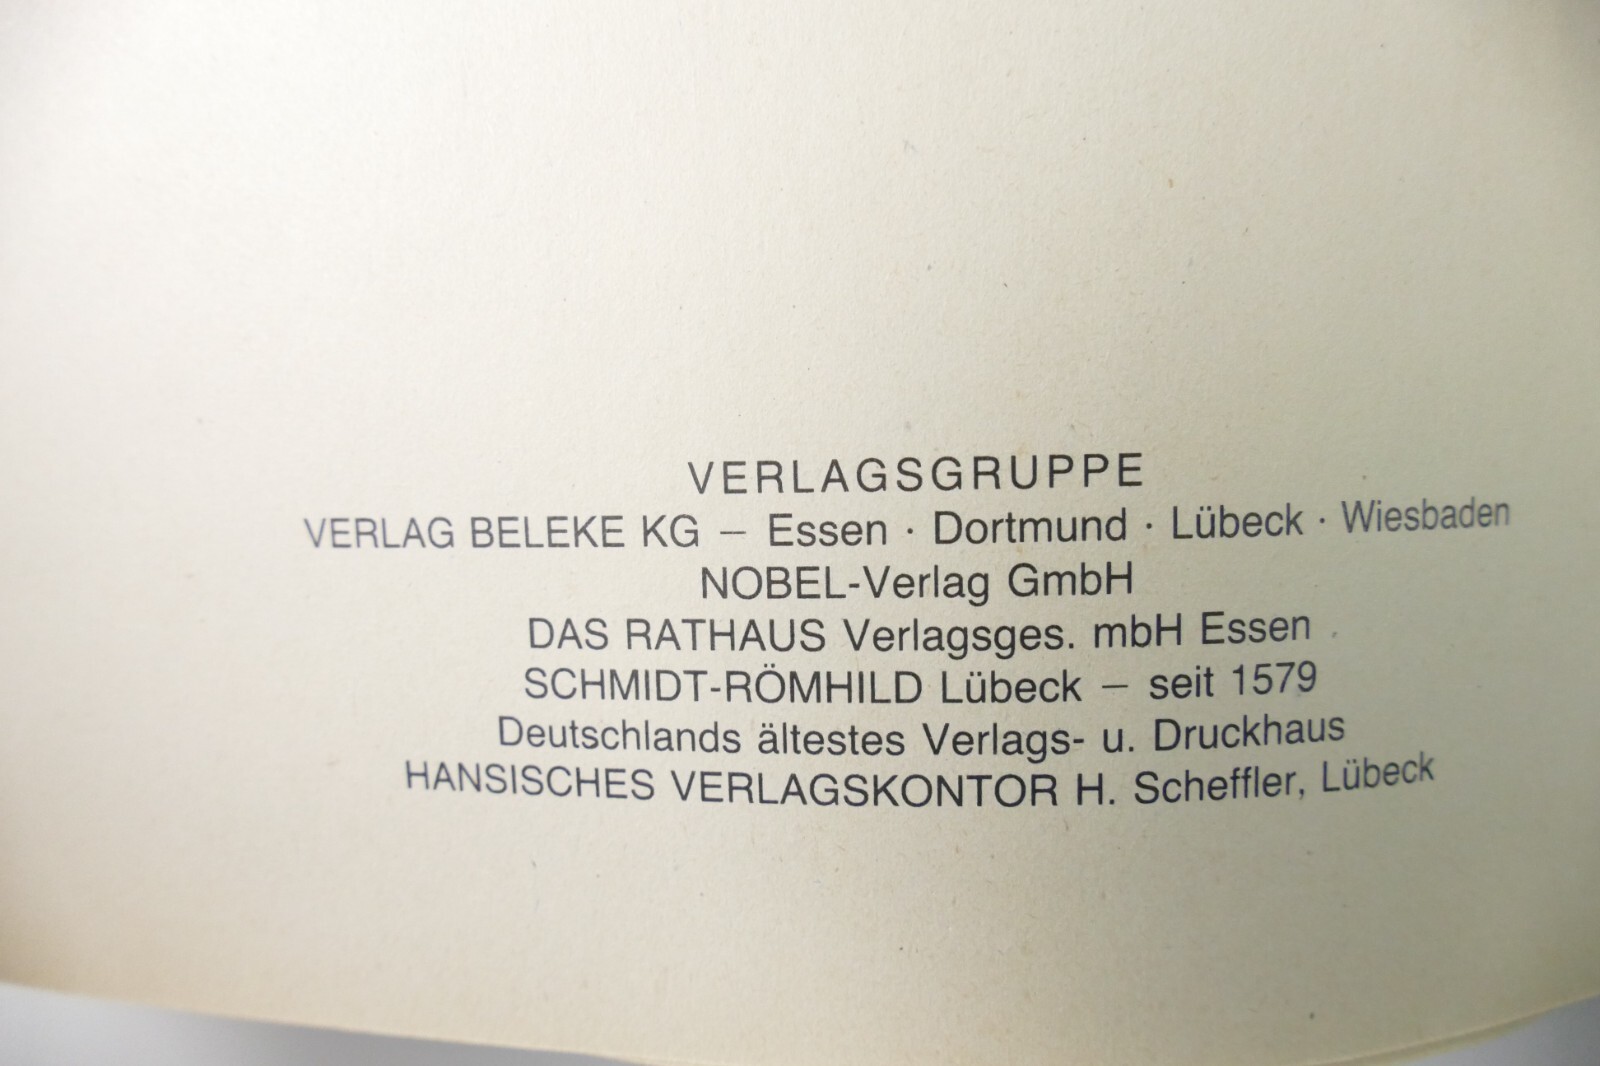 VERLAGSGRUPPE
VERLAG BELEKE KG – Essen · Dortmund · Lübeck · Wiesbaden
NOBEL-Verlag GmbH
DAS RATHAUS Verlagsges. mbH Essen
SCHMIDT-RÖMHILD Lübeck – seit 1579
Deutschlands ältestes Verlags- u. Druckhaus
HANSISCHES VERLAGSKONTOR H. Scheffler, Lübeck